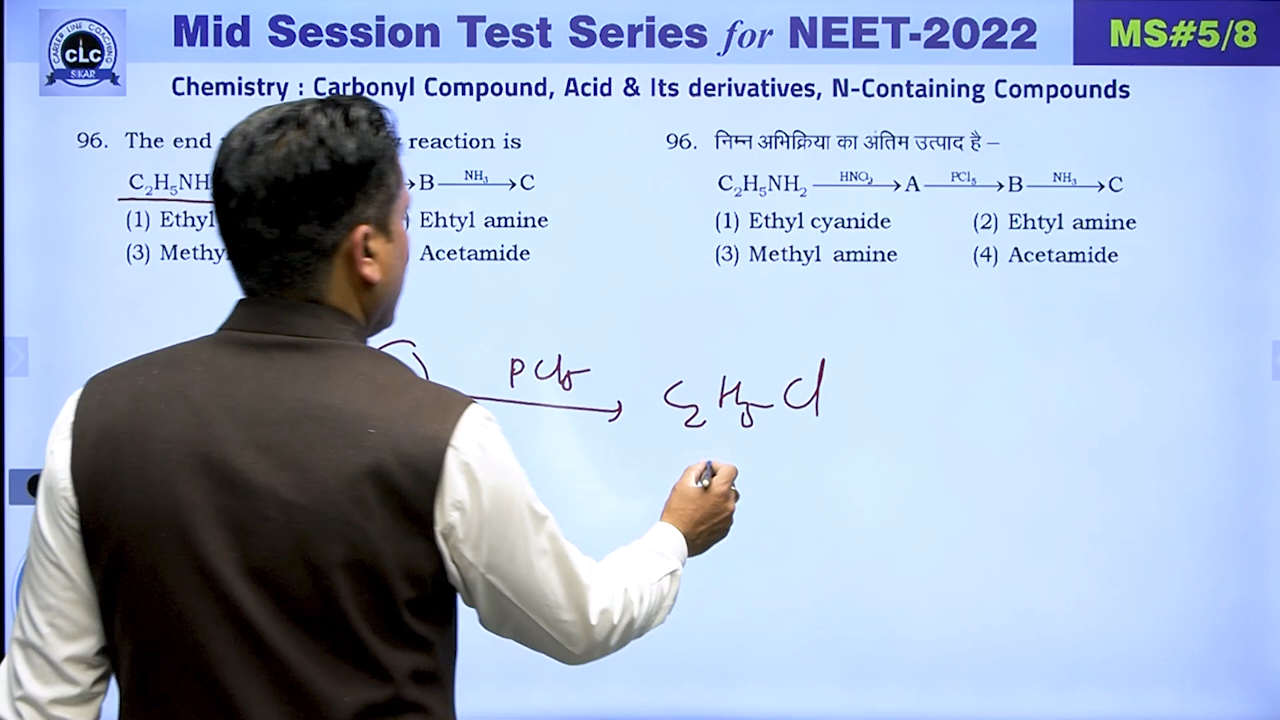 Mid Session Test Series for NEET-2022
MS#5/8
CAREER LINE COACHING
CLC
SIKAR
Chemistry : Carbonyl Compound, Acid & Its derivatives, N-Containing Compounds
96. The end reaction is
C₂H₅NH →B —NH₃→ C
(1) Ethyl Ehtyl amine
(3) Methy Acetamide
96. निम्न अभिक्रिया का अंतिम उत्पाद है –
C₂H₅NH₂ —HNO₂→ A —PCl₅→ B —NH₃→ C
(1) Ethyl cyanide (2) Ehtyl amine
(3) Methyl amine (4) Acetamide
PCl₅ → C₂H₅Cl